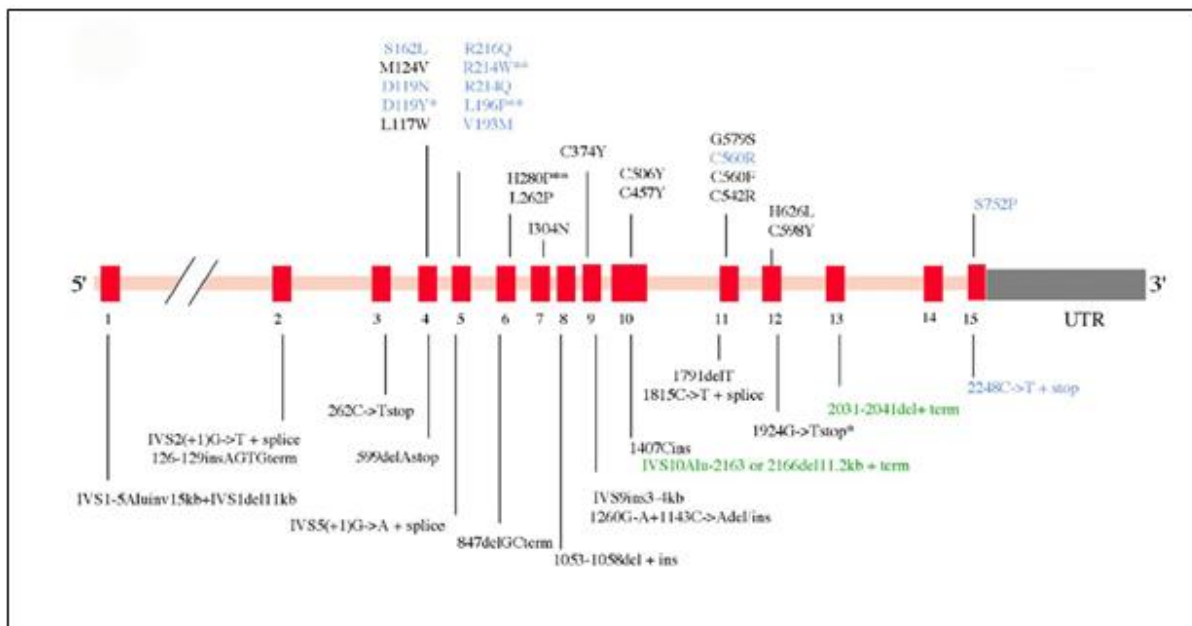 S162L R216Q
M124V R214W**
D119N R214Q
D119Y* L196P**
L117W V193M
C374Y
H280P**
L262P
I304N
C506Y
C457Y
G579S
C560R
C560F
C542R
H626L
C598Y
S752P
5' 3'
1 2 3 4 5 6 7 8 9 10 11 12 13 14 15 UTR
262C->Tstop
IVS2(+1)G->T + splice
126-129insAGTGterm
IVS1-5Aluinv15kb+IVS1del11kb
599delAstop
IVS5(+1)G->A + splice
847delGCterm
1053-1058del + ins
IVS9ins3-4kb
1260G-A+1143C->Adel/ins
1407Cins
IVS10Alu-2163 or 2166del11.2kb + term
1791delT
1815C->T + splice
1924G->Tstop*
2031-2041del+ term
2248C->T + stop